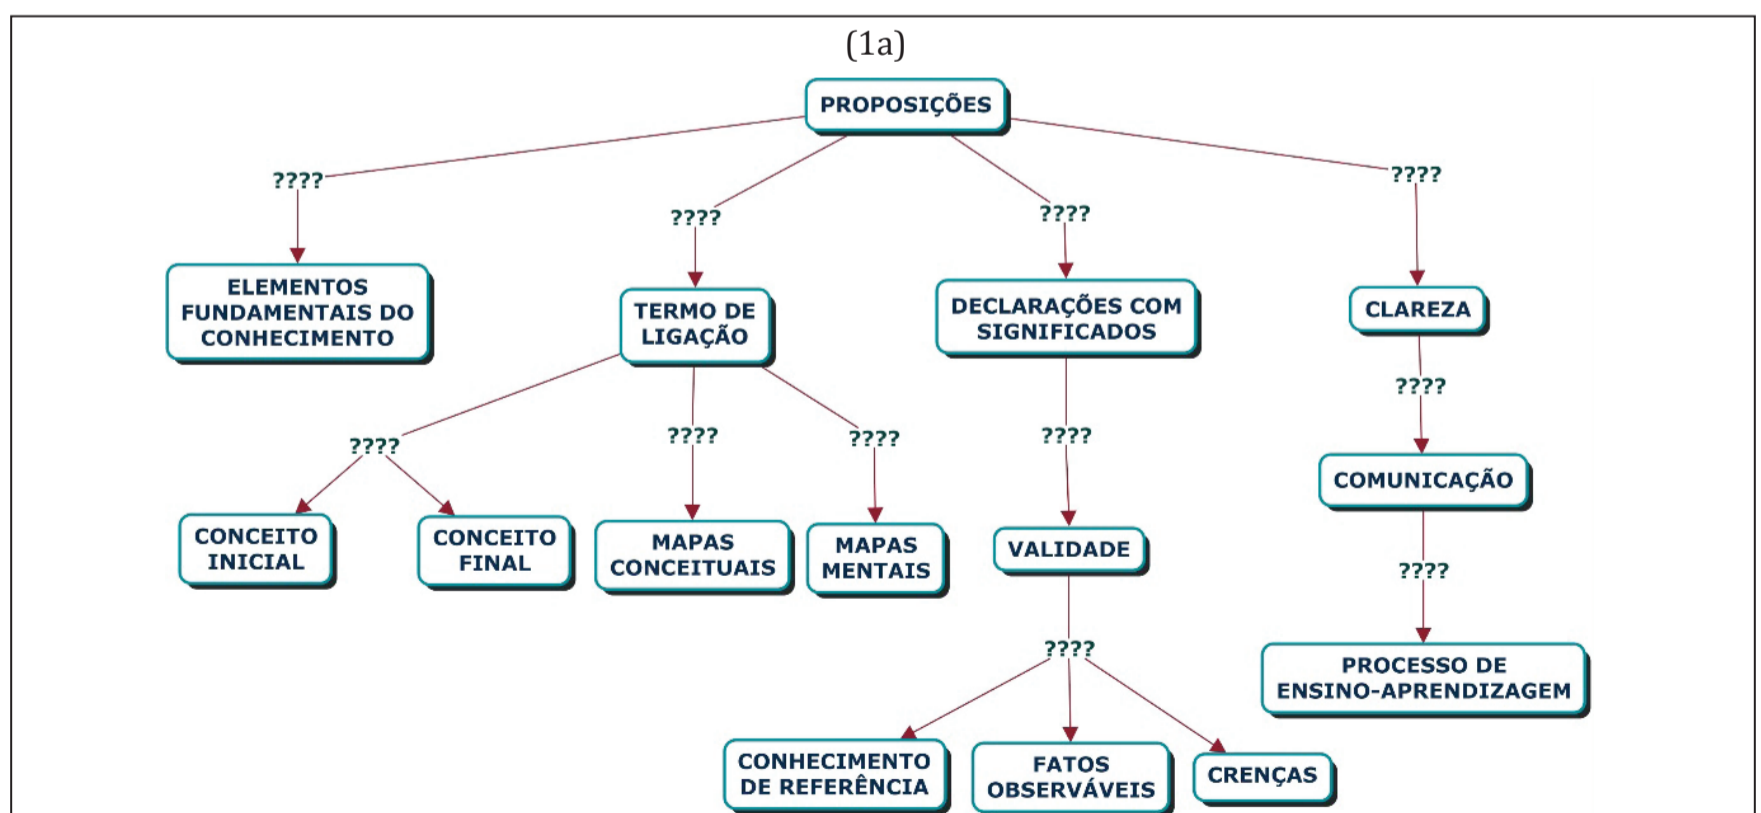 (1a)
PROPOSIÇÕES
????
????
????
????
ELEMENTOS
FUNDAMENTAIS DO
CONHECIMENTO
TERMO DE
LIGAÇÃO
DECLARAÇÕES COM
SIGNIFICADOS
CLAREZA
????
????
????
????
????
CONCEITO
INICIAL
CONCEITO
FINAL
MAPAS
CONCEITUAIS
MAPAS
MENTAIS
VALIDADE
COMUNICAÇÃO
????
????
PROCESSO DE
ENSINO-APRENDIZAGEM
CONHECIMENTO
DE REFERÊNCIA
FATOS
OBSERVÁVEIS
CRENÇAS